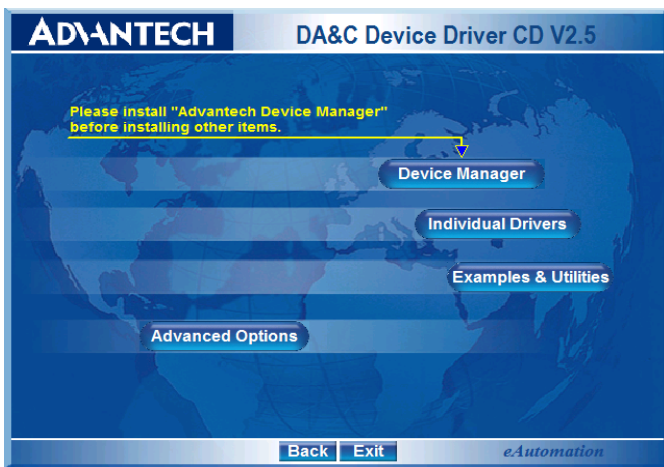 ADVANTECH
DA&C Device Driver CD V2.5
Please install "Advantech Device Manager"
before installing other items.
Device Manager
Individual Drivers
Examples & Utilities
Advanced Options
Back
Exit
eAutomation